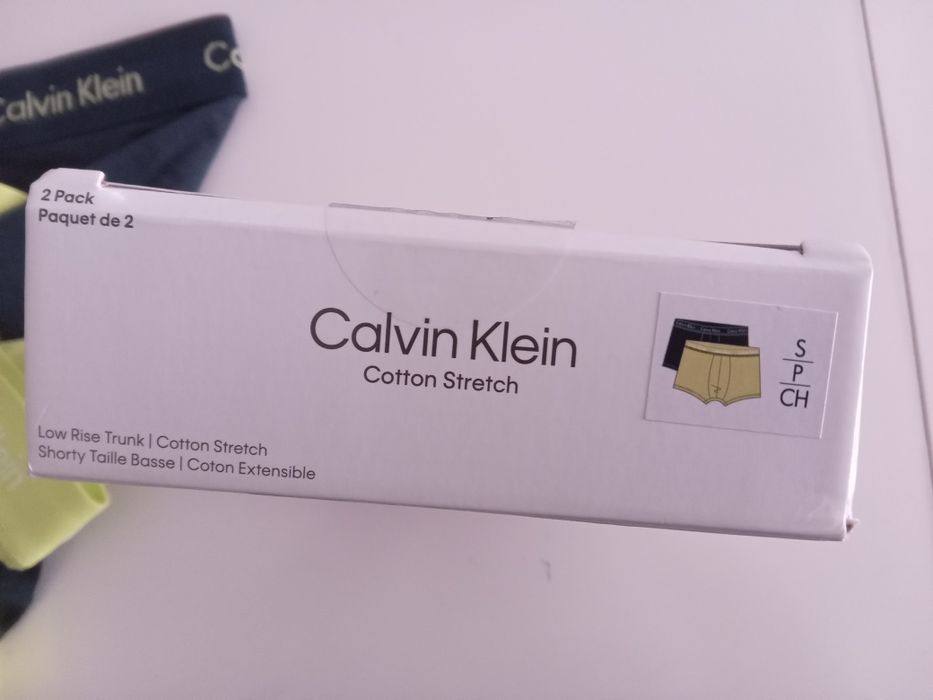 Calvin Klein
2 Pack
Paquet de 2
Calvin Klein
Cotton Stretch
S
P
CH
Low Rise Trunk | Cotton Stretch
Shorty Taille Basse | Coton Extensible